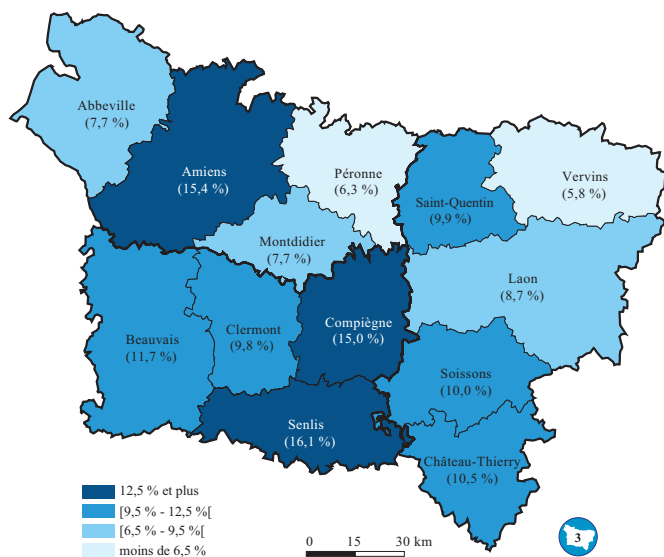 Abbeville
(7,7 %)
Amiens
(15,4 %)
Péronne
(6,3 %)
Saint-Quentin
(9,9 %)
Vervins
(5,8 %)
Montdidier
(7,7 %)
Laon
(8,7 %)
Beauvais
(11,7 %)
Clermont
(9,8 %)
Compiègne
(15,0 %)
Soissons
(10,0 %)
Senlis
(16,1 %)
Château-Thierry
(10,5 %)
12,5 % et plus
[9,5 % - 12,5 %[
[6,5 % - 9,5 %[
moins de 6,5 %
0 15 30 km
3